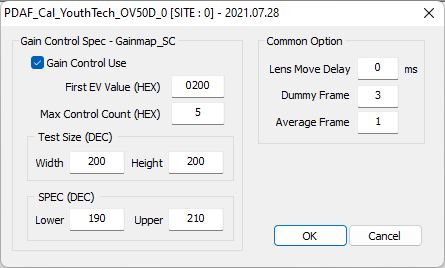 PDAF_Cal_YouthTech_OV50D_0 [SITE : 0] - 2021.07.28
Gain Control Spec - Gainmap_SC
Gain Control Use
First EV Value (HEX) 0200
Max Control Count (HEX) 5
Test Size (DEC)
Width 200 Height 200
SPEC (DEC)
Lower 190 Upper 210
Common Option
Lens Move Delay 0 ms
Dummy Frame 3
Average Frame 1
OK Cancel